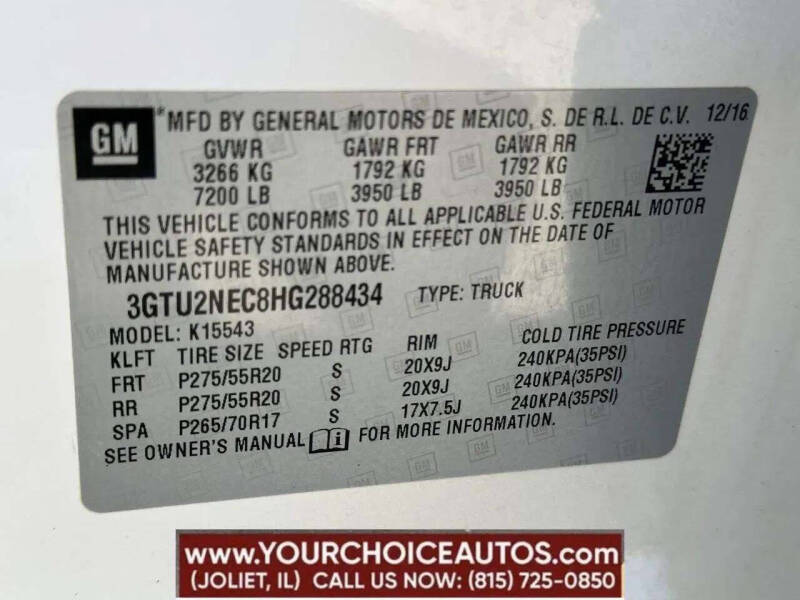 GM *MFD BY GENERAL MOTORS DE MEXICO, S. DE R.L. DE C.V. 12/16
GVWR GAWR FRT GAWR RR
3266 KG 1792 KG 1792 KG
7200 LB 3950 LB 3950 LB
THIS VEHICLE CONFORMS TO ALL APPLICABLE U.S. FEDERAL MOTOR
VEHICLE SAFETY STANDARDS IN EFFECT ON THE DATE OF
MANUFACTURE SHOWN ABOVE.
3GTU2NEC8HG288434 TYPE: TRUCK
MODEL: K15543
KLFT TIRE SIZE SPEED RTG RIM COLD TIRE PRESSURE
FRT P275/55R20 S 20X9J 240KPA(35PSI)
RR P275/55R20 S 20X9J 240KPA(35PSI)
SPA P265/70R17 S 17X7.5J 240KPA(35PSI)
SEE OWNER'S MANUAL i FOR MORE INFORMATION.
www.YOURCHOICEAUTOS.com
(JOLIET, IL) CALL US NOW: (815) 725-0850